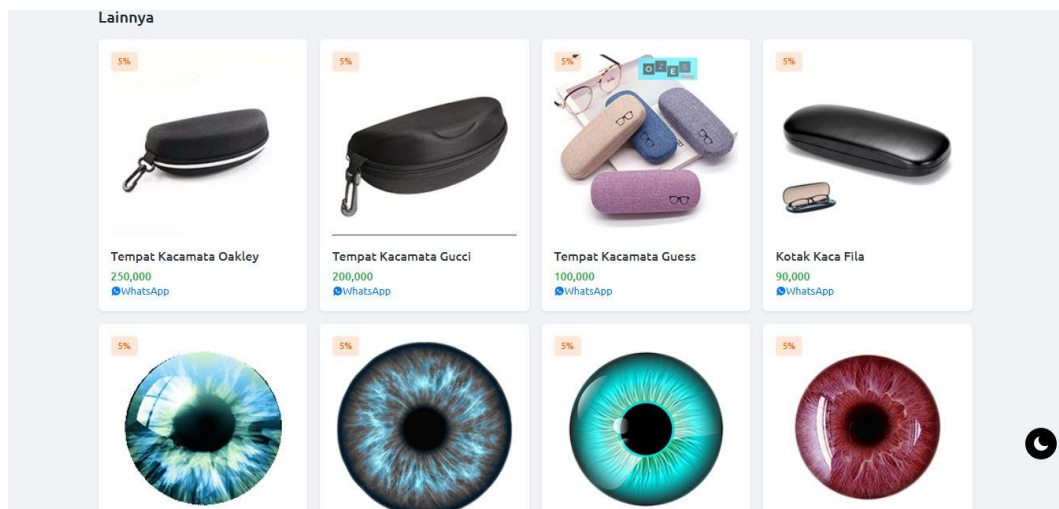 Lainnya
5%
5%
5%
5%
OZES
Tempat Kacamata Oakley
250,000
WhatsApp
Tempat Kacamata Gucci
200,000
WhatsApp
Tempat Kacamata Guess
100,000
WhatsApp
Kotak Kaca Fila
90,000
WhatsApp
5%
5%
5%
5%